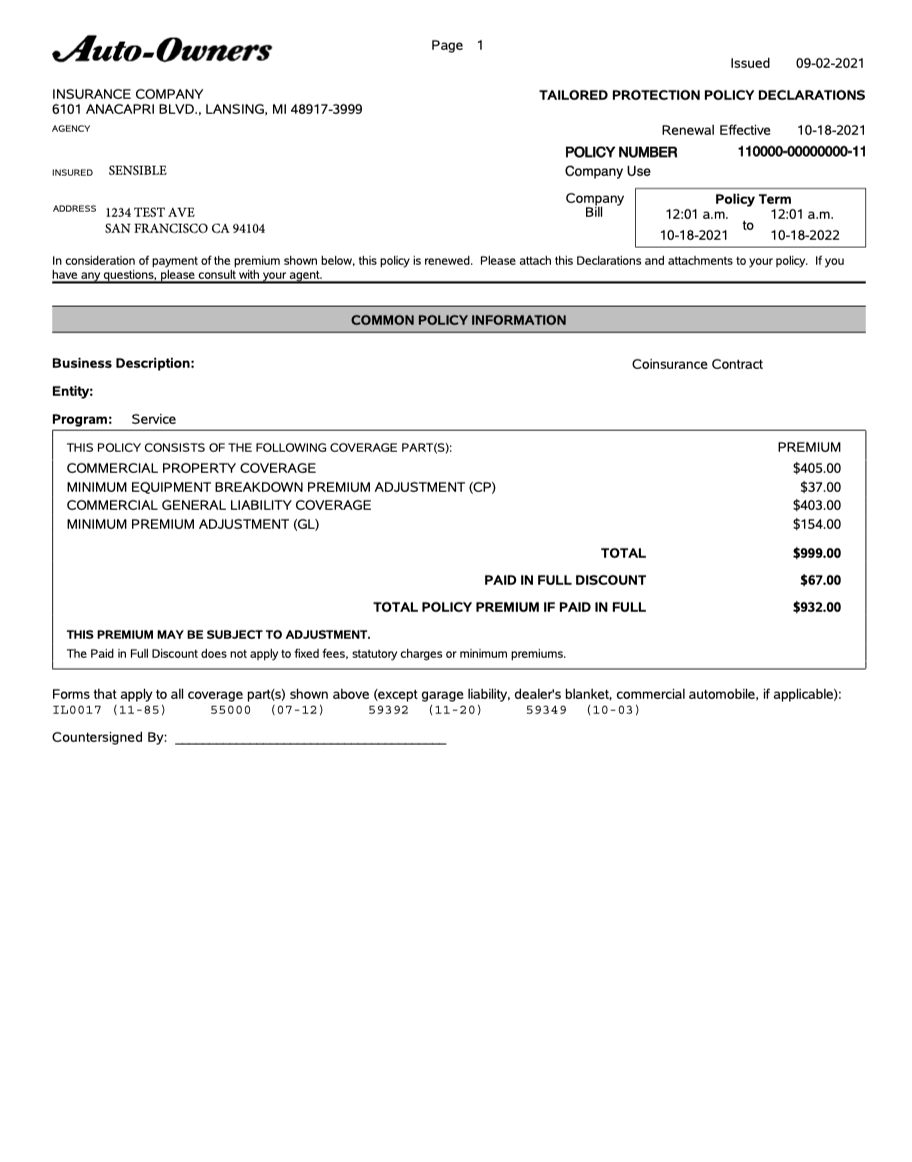 Auto-Owners
Page 1
Issued 09-02-2021
INSURANCE COMPANY
6101 ANACAPRI BLVD., LANSING, MI 48917-3999
TAILORED PROTECTION POLICY DECLARATIONS
AGENCY
Renewal Effective 10-18-2021
POLICY NUMBER 110000-00000000-11
INSURED SENSIBLE
Company Use
ADDRESS 1234 TEST AVE
SAN FRANCISCO CA 94104
Company
Bill
Policy Term
12:01 a.m. 12:01 a.m.
to
10-18-2021 10-18-2022
In consideration of payment of the premium shown below, this policy is renewed. Please attach this Declarations and attachments to your policy. If you
have any questions, please consult with your agent.
COMMON POLICY INFORMATION
Business Description:
Coinsurance Contract
Entity:
Program: Service
THIS POLICY CONSISTS OF THE FOLLOWING COVERAGE PART(S): PREMIUM
COMMERCIAL PROPERTY COVERAGE $405.00
MINIMUM EQUIPMENT BREAKDOWN PREMIUM ADJUSTMENT (CP) $37.00
COMMERCIAL GENERAL LIABILITY COVERAGE $403.00
MINIMUM PREMIUM ADJUSTMENT (GL) $154.00
TOTAL $999.00
PAID IN FULL DISCOUNT $67.00
TOTAL POLICY PREMIUM IF PAID IN FULL $932.00
THIS PREMIUM MAY BE SUBJECT TO ADJUSTMENT.
The Paid in Full Discount does not apply to fixed fees, statutory charges or minimum premiums.
Forms that apply to all coverage part(s) shown above (except garage liability, dealer's blanket, commercial automobile, if applicable):
IL0017 (11-85) 55000 (07-12) 59392 (11-20) 59349 (10-03)
Countersigned By: